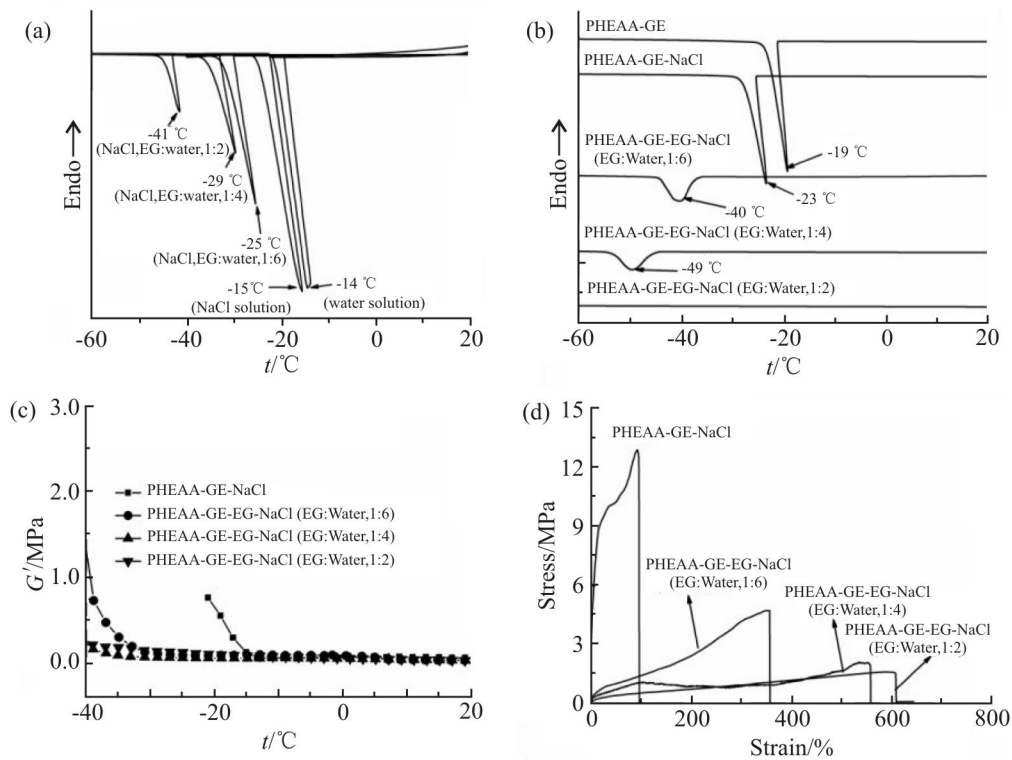 (a)
Endo
-41 ℃
(NaCl,EG:water,1:2)
-29 ℃
(NaCl,EG:water,1:4)
-25 ℃
(NaCl,EG:water,1:6)
-15℃
(NaCl solution)
-14 ℃
(water solution)
-60
-40
-20
0
20
t/℃
(b)
Endo
PHEAA-GE
PHEAA-GE-NaCl
PHEAA-GE-EG-NaCl
(EG:Water,1:6)
-19 ℃
-23 ℃
-40 ℃
PHEAA-GE-EG-NaCl (EG:Water,1:4)
-49 ℃
PHEAA-GE-EG-NaCl (EG:Water,1:2)
-60
-40
-20
0
20
t/℃
(c)
G′/MPa
3.0
2.0
1.0
0.0
PHEAA-GE-NaCl
PHEAA-GE-EG-NaCl (EG:Water,1:6)
PHEAA-GE-EG-NaCl (EG:Water,1:4)
PHEAA-GE-EG-NaCl (EG:Water,1:2)
-40
-20
0
20
t/℃
(d)
Stress/MPa
15
12
9
6
3
0
PHEAA-GE-NaCl
PHEAA-GE-EG-NaCl
(EG:Water,1:6)
PHEAA-GE-EG-NaCl
(EG:Water,1:4)
PHEAA-GE-EG-NaCl
(EG:Water,1:2)
0
200
400
600
800
Strain/%